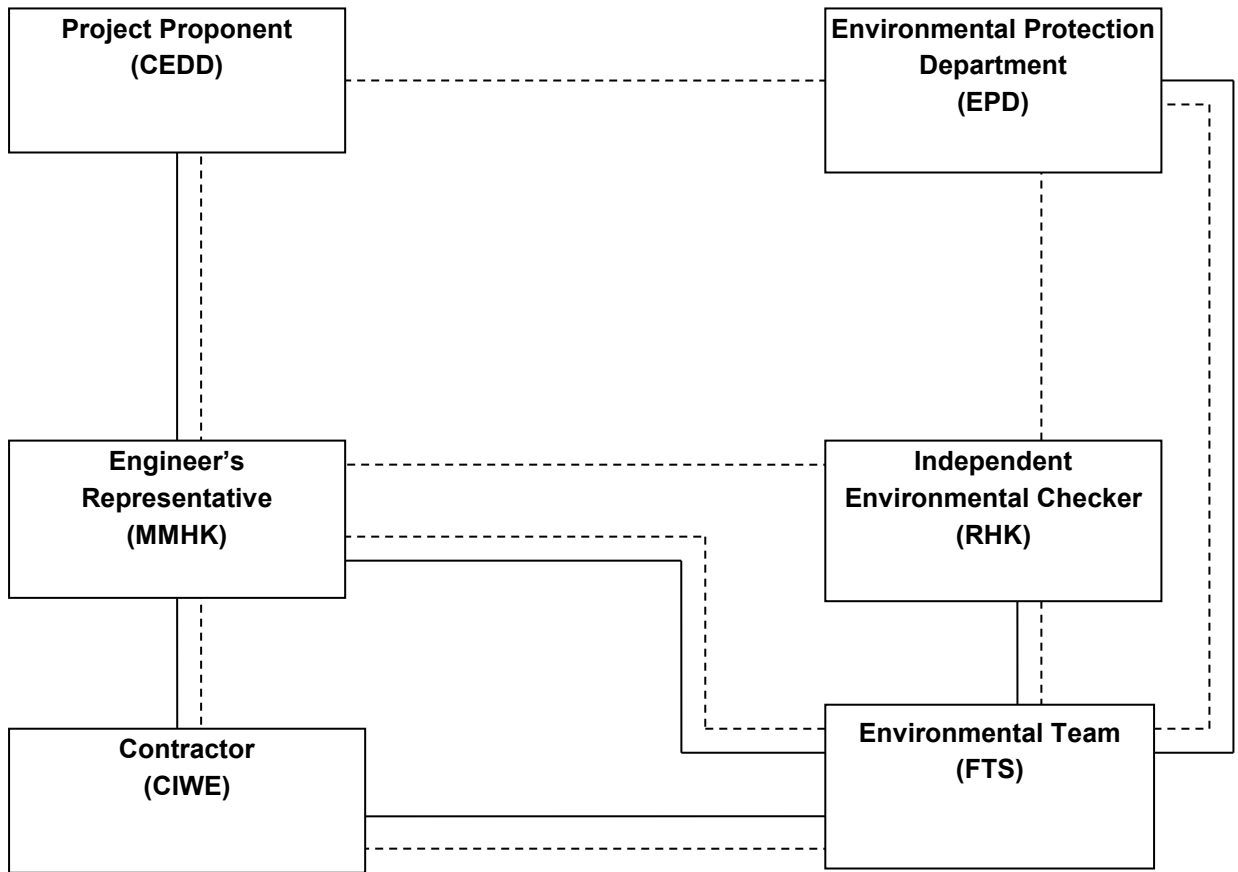 Project Proponent
(CEDD)
Environmental Protection
Department
(EPD)
Engineer’s
Representative
(MMHK)
Independent
Environmental Checker
(RHK)
Contractor
(CIWE)
Environmental Team
(FTS)